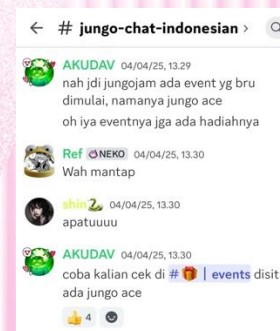 # jungo-chat-indonesian >
AKUDAV 04/04/25, 13.29
nah jdi jungojam ada event yg bru
dimulai, namanya jungo ace
oh iya eventnya jga ada hadiahnya
Ref NEKO 04/04/25, 13.30
Wah mantap
shin 04/04/25, 13.30
apatuuuu
AKUDAV 04/04/25, 13.30
coba kalian cek di # 🎁 | events disit
ada jungo ace
👍 4